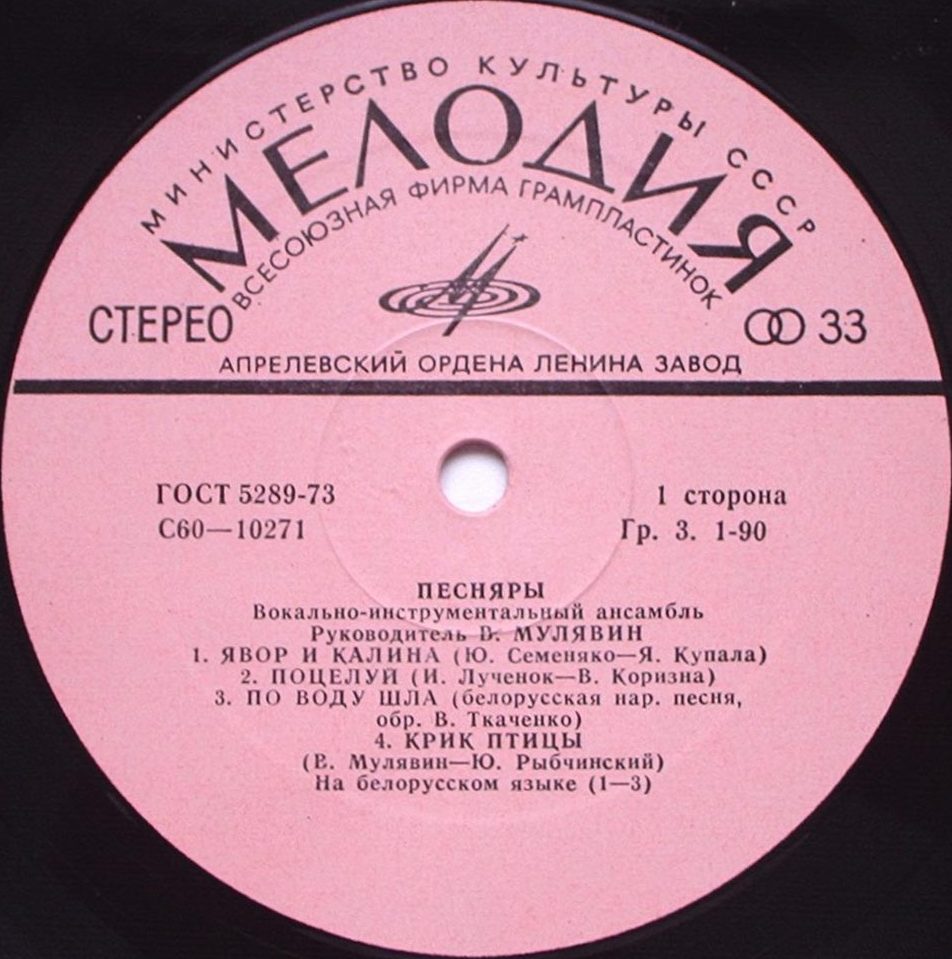 МИНИСТЕРСТВО КУЛЬТУРЫ СССР
МЕЛОДИЯ
ВСЕСОЮЗНАЯ ФИРМА ГРАМПЛАСТИНОК
СТЕРЕО
33
АПРЕЛЕВСКИЙ ОРДЕНА ЛЕНИНА ЗАВОД
ГОСТ 5289-73
1 сторона
С60—10271
Гр. 3. 1-90
ПЕСНЯРЫ
Вокально-инструментальный ансамбль
Руководитель В. МУЛЯВИН
1. ЯВОР И КАЛИНА (Ю. Семеняко—Я. Купала)
2. ПОЦЕЛУЙ (И. Лученок—В. Коризна)
3. ПО ВОДУ ШЛА (белорусская нар. песня,
обр. В. Ткаченко)
4. КРИК ПТИЦЫ
(В. Мулявин—Ю. Рыбчинский)
На белорусском языке (1—3)